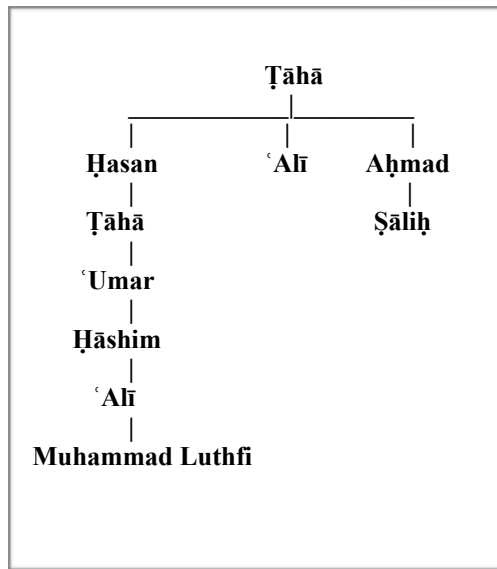 Ṭāhā
Ḥasan ʿAlī Aḥmad
Ṭāhā Ṣāliḥ
ʿUmar
Ḥāshim
ʿAlī
Muhammad Luthfi